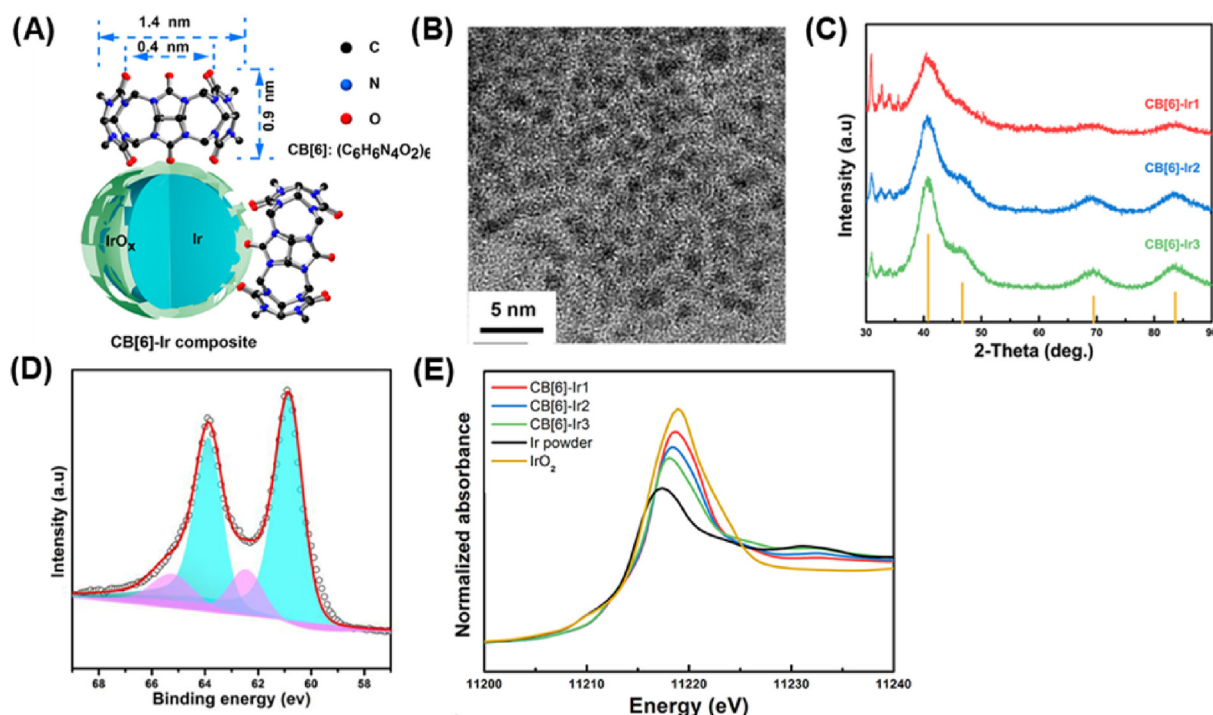 (A)
1.4 nm
0.4 nm
0.9 nm
C
N
O
CB[6]: (C₆H₆N₄O₂)₆
IrOₓ
Ir
CB[6]-Ir composite
(B)
5 nm
(C)
Intensity (a.u)
CB[6]-Ir1
CB[6]-Ir2
CB[6]-Ir3
30 40 50 60 70 80 90
2-Theta (deg.)
(D)
Intensity (a.u)
68 66 64 62 60 58 57
Binding energy (ev)
(E)
Normalized absorbance
CB[6]-Ir1
CB[6]-Ir2
CB[6]-Ir3
Ir powder
IrO₂
11200 11210 11220 11230 11240
Energy (eV)